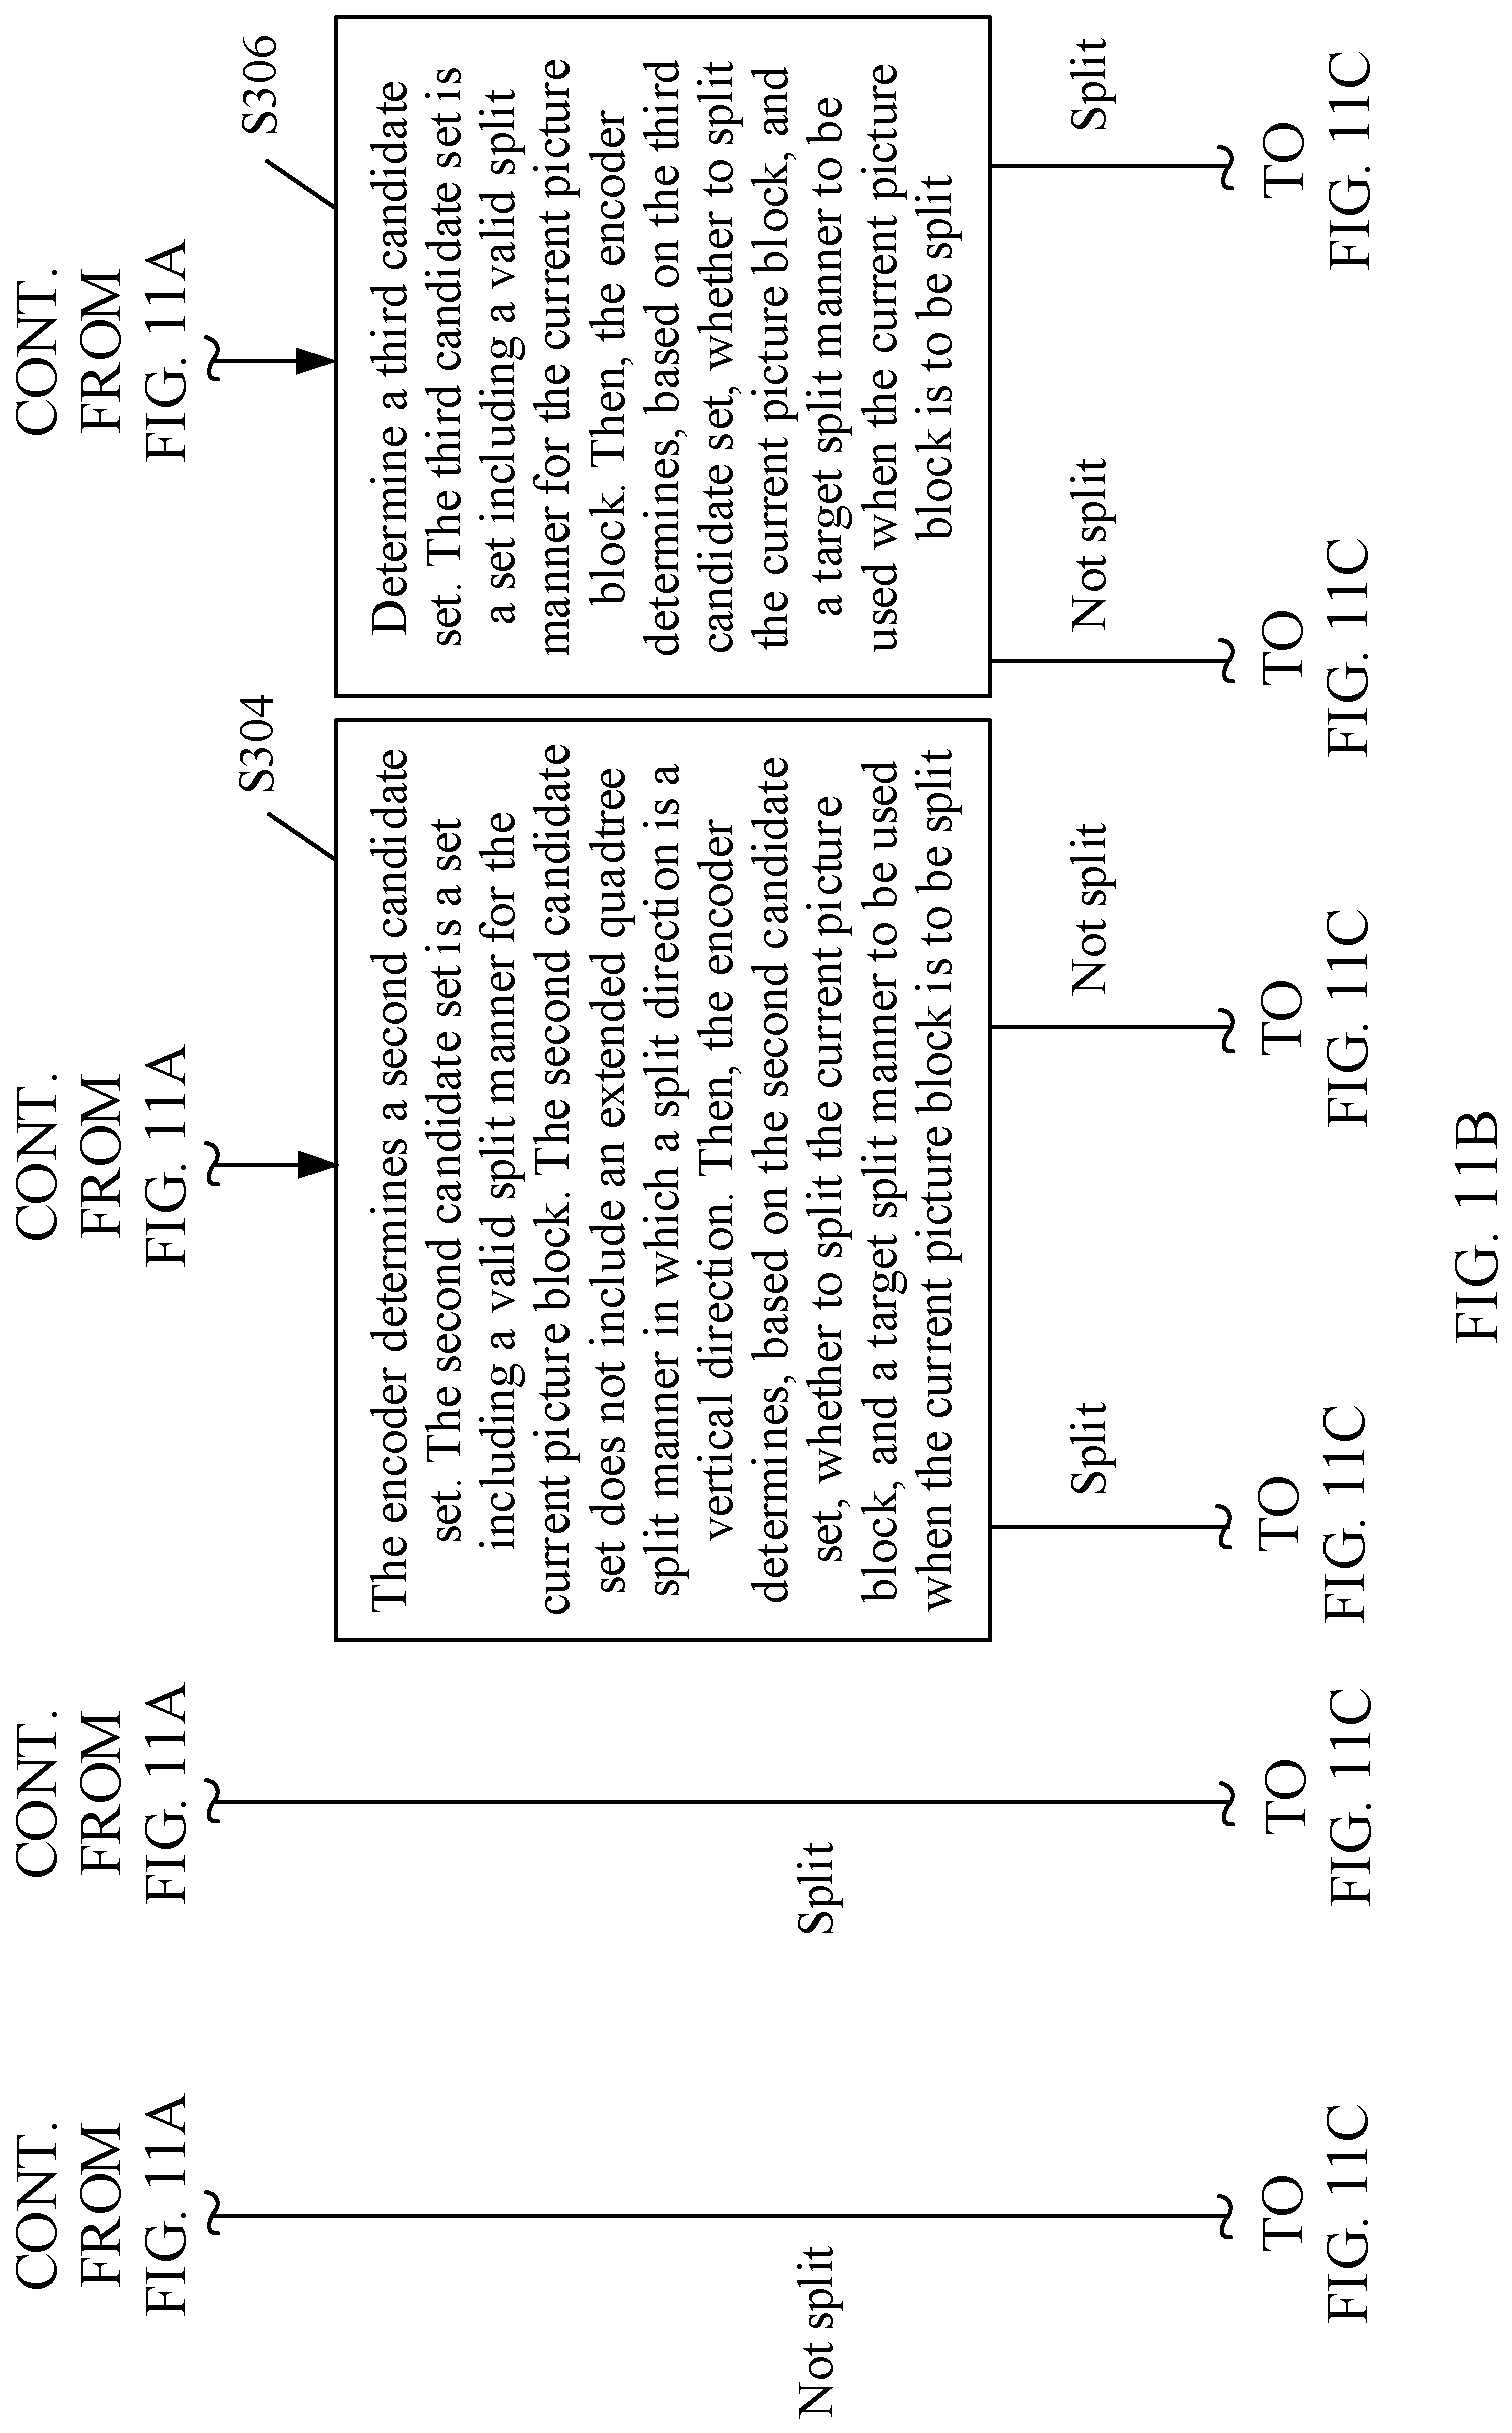 CONT.
FROM
FIG. 11A
CONT.
FROM
FIG. 11A
CONT.
FROM
FIG. 11A
CONT.
FROM
FIG. 11A
S304
S306
The encoder determines a second candidate
set. The second candidate set is a set
including a valid split manner for the
current picture block. The second candidate
set does not include an extended quadtree
split manner in which a split direction is a
vertical direction. Then, the encoder
determines, based on the second candidate
set, whether to split the current picture
block, and a target split manner to be used
when the current picture block is to be split
Determine a third candidate
set. The third candidate set is
a set including a valid split
manner for the current picture
block. Then, the encoder
determines, based on the third
candidate set, whether to split
the current picture block, and
a target split manner to be
used when the current picture
block is to be split
Not split
Split
Split
Not split
Not split
Split
TO
FIG. 11C
TO
FIG. 11C
TO
FIG. 11C
TO
FIG. 11C
TO
FIG. 11C
TO
FIG. 11C
FIG. 11B